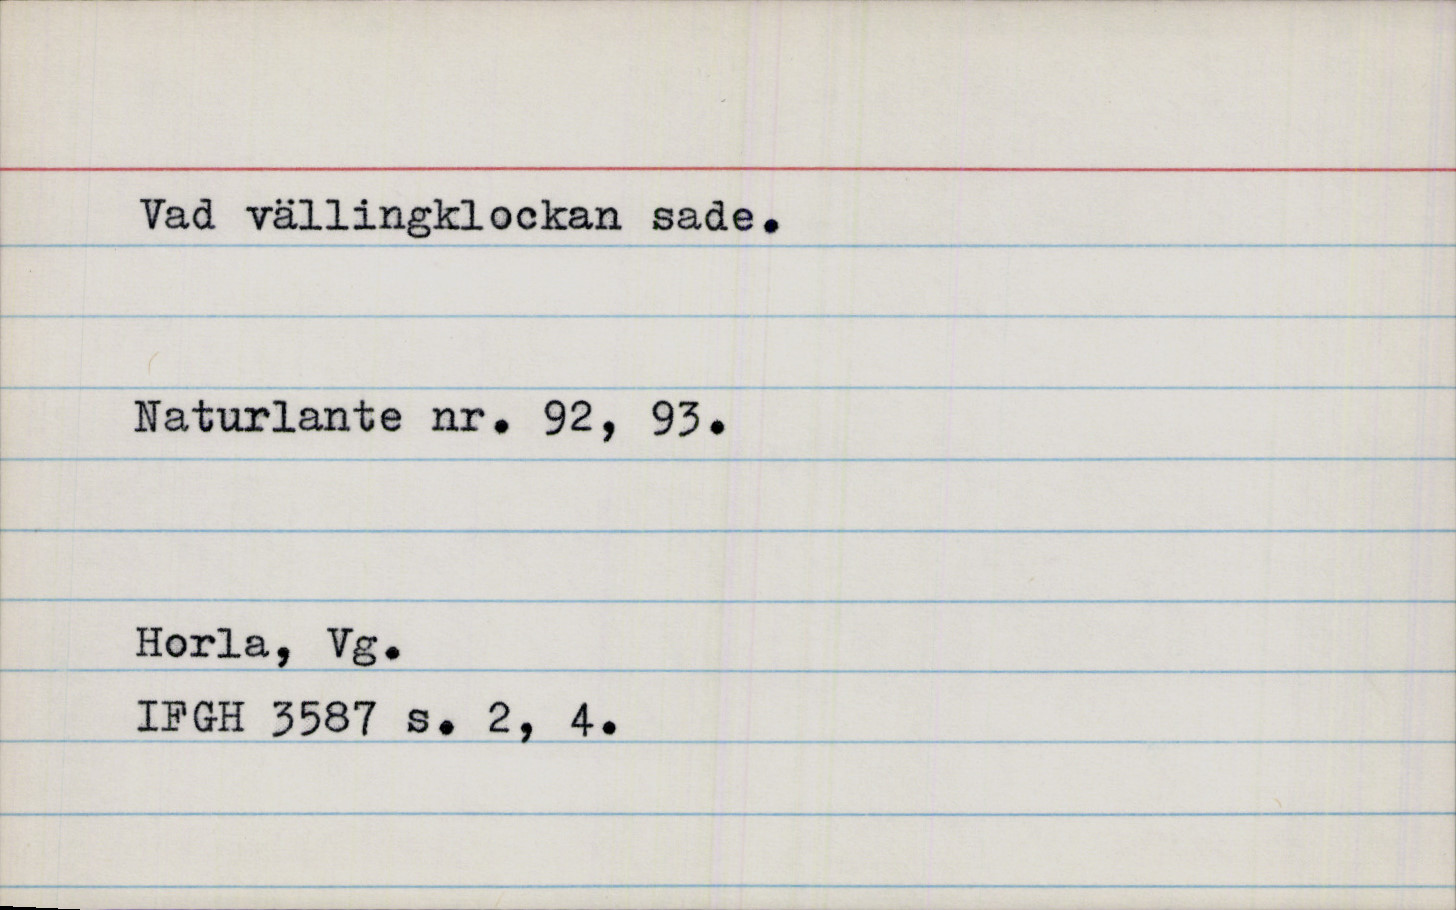 Vad vällingklockan sade.
Naturlante nr. 92, 93.
Horla, Vg.
IFGH 3587 s. 2, 4.